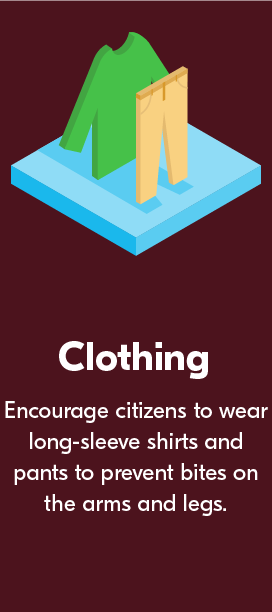 Clothing
Encourage citizens to wear
long-sleeve shirts and
pants to prevent bites on
the arms and legs.